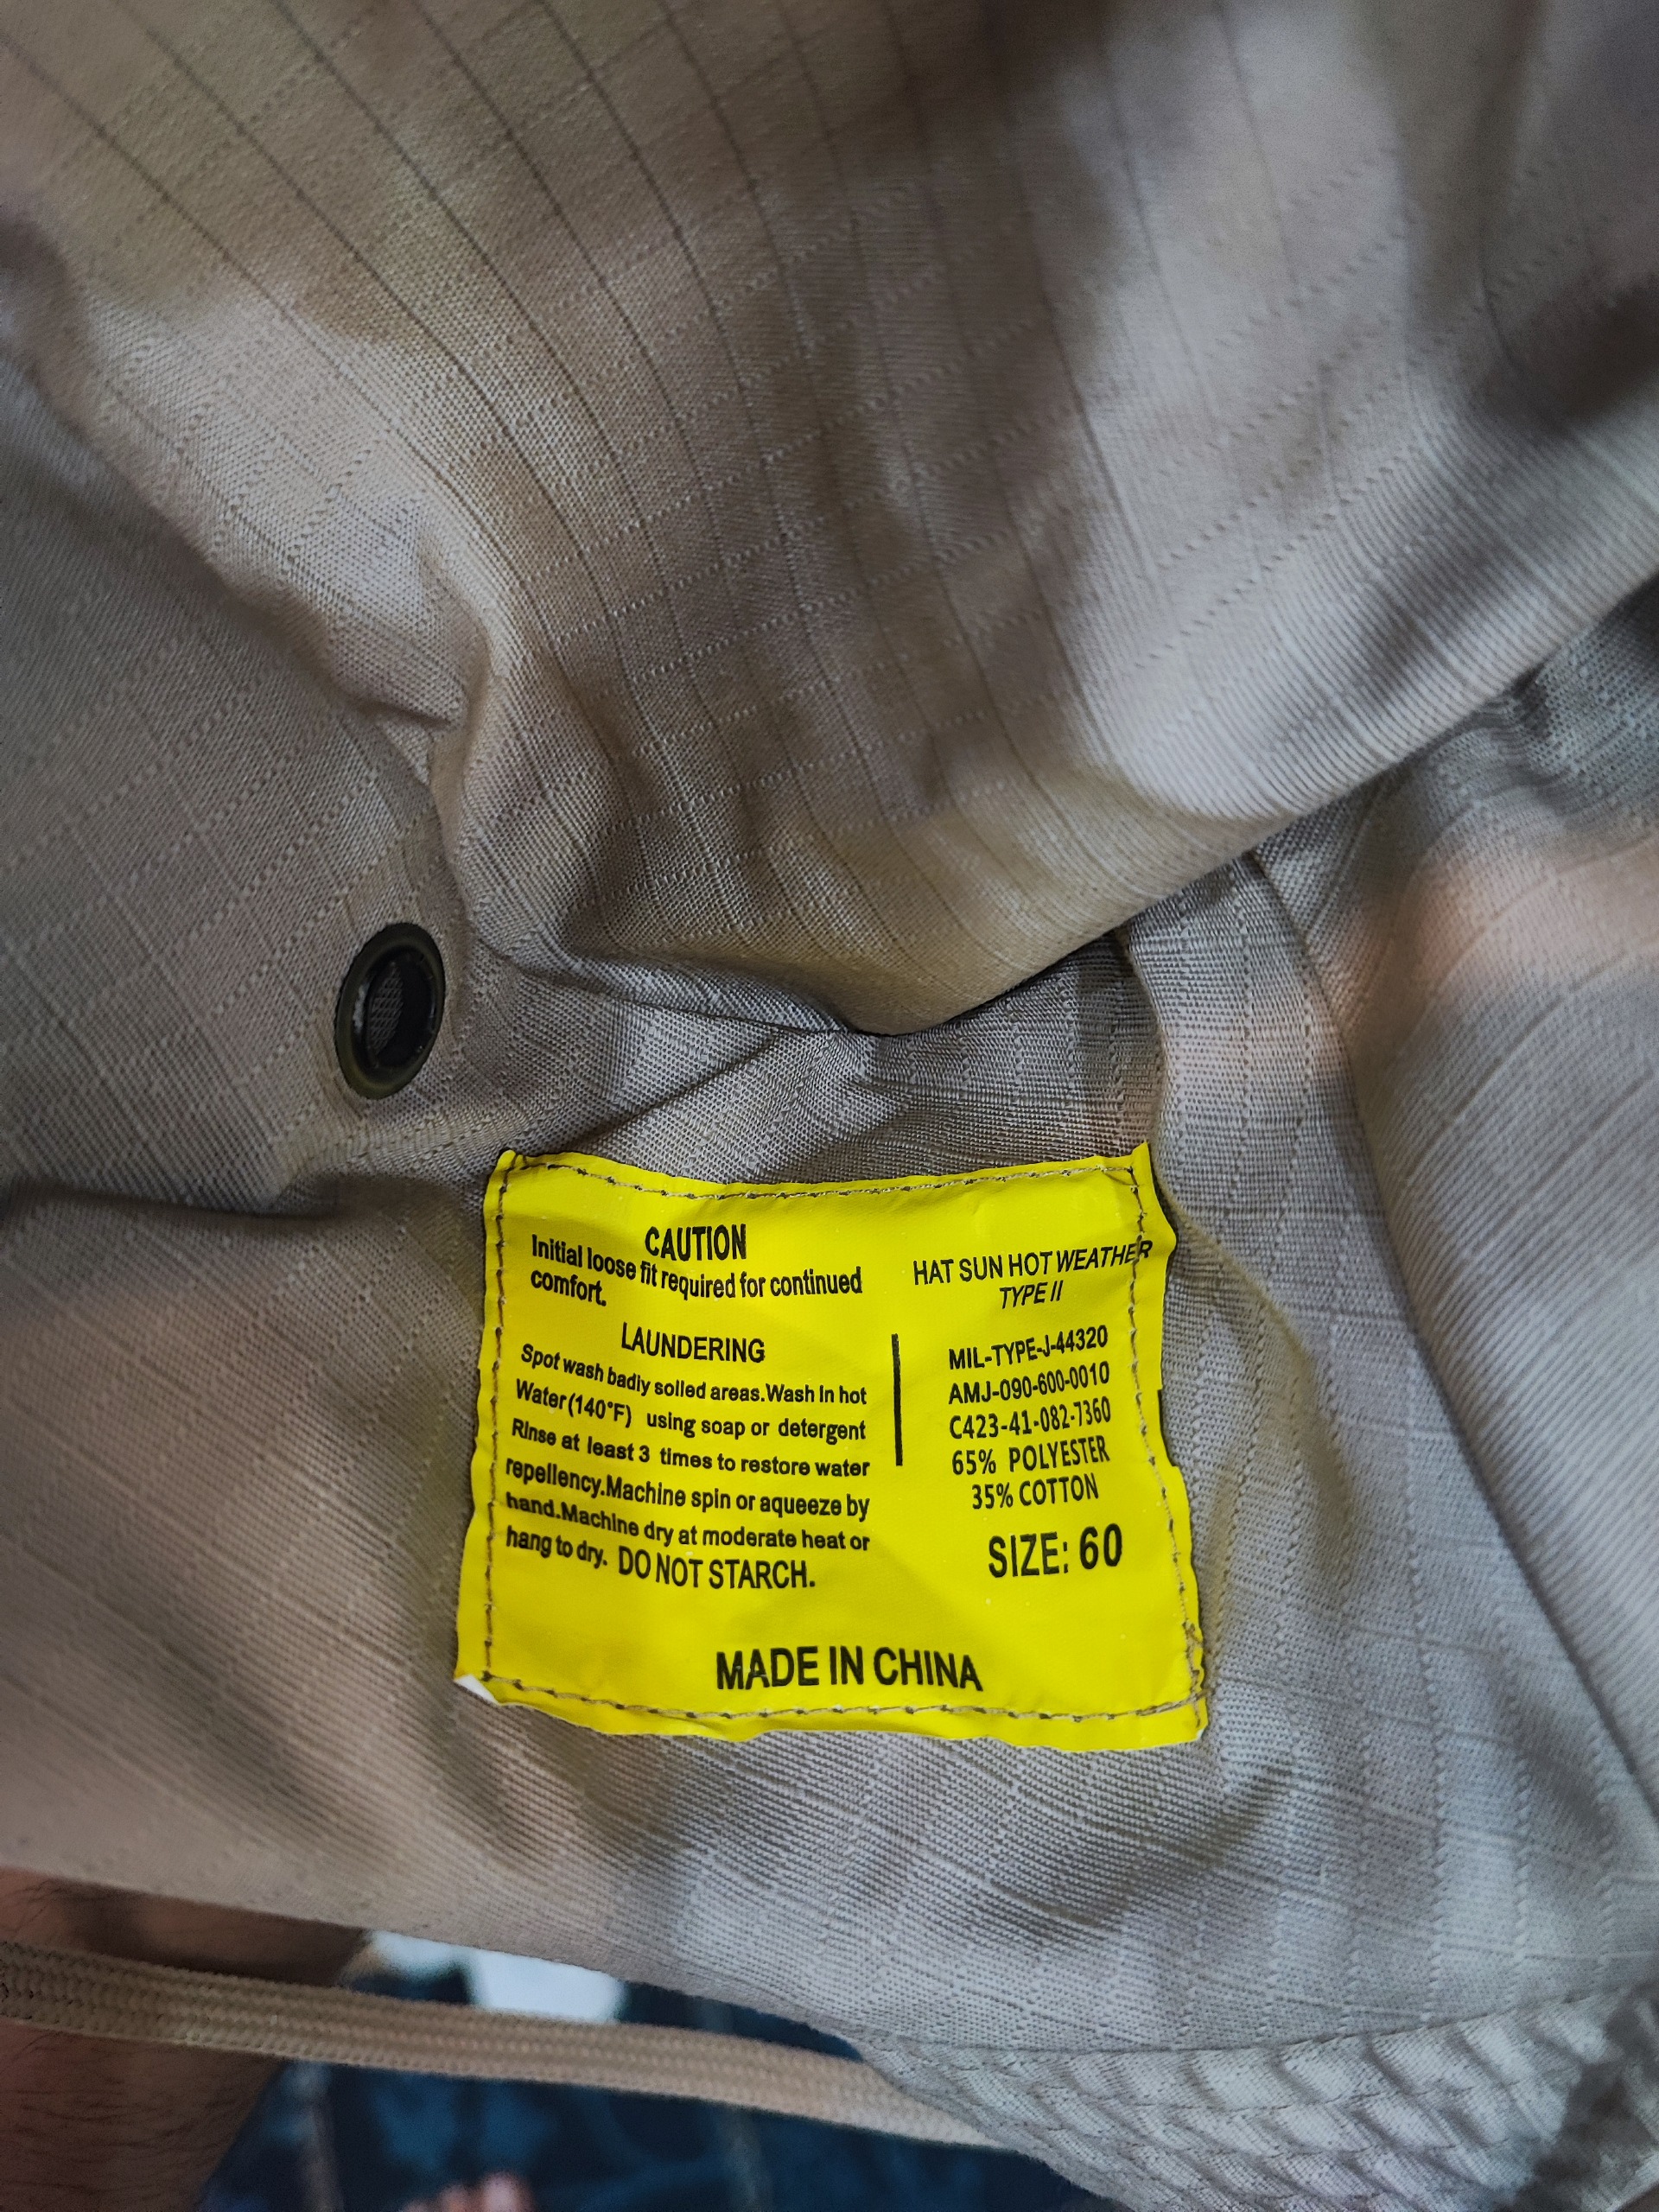 CAUTION
Initial loose fit required for continued
comfort.
LAUNDERING
Spot wash badly soiled areas.Wash In hot
Water(140°F) using soap or detergent
Rinse at least 3 times to restore water
repellency.Machine spin or aqueeze by
hand.Machine dry at moderate heat or
hang to dry. DO NOT STARCH.
HAT SUN HOT WEATHER
TYPE II
MIL-TYPE-J-44320
AMJ-090-600-0010
C423-41-082-7360
65% POLYESTER
35% COTTON
SIZE: 60
MADE IN CHINA